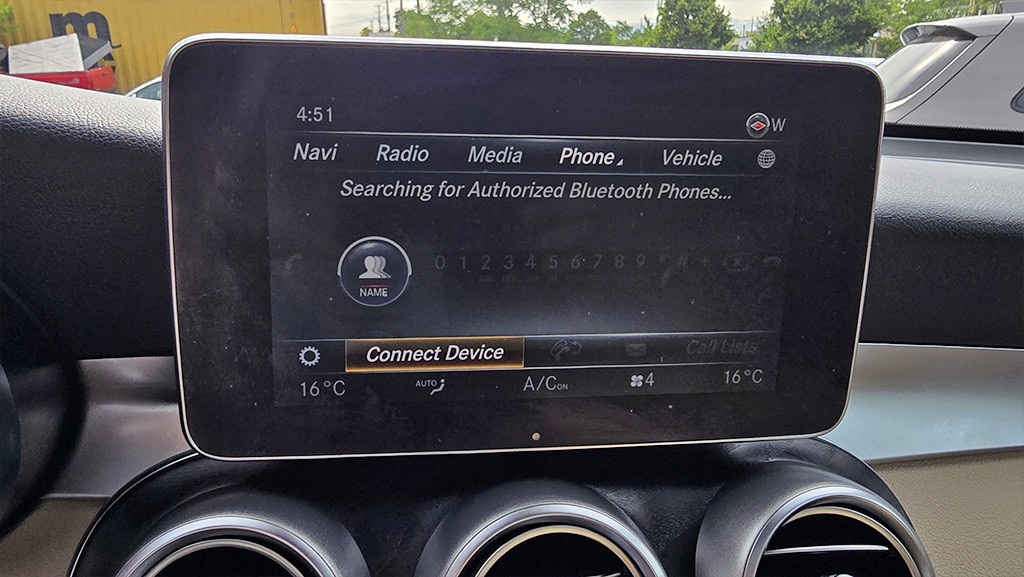 m
4:51
W
Navi Radio Media Phone Vehicle
Searching for Authorized Bluetooth Phones...
0 1 2 3 4 5 6 7 8 9 * # +
NAME
Connect Device Call Lists
16°C AUTO A/C ON 4 16°C